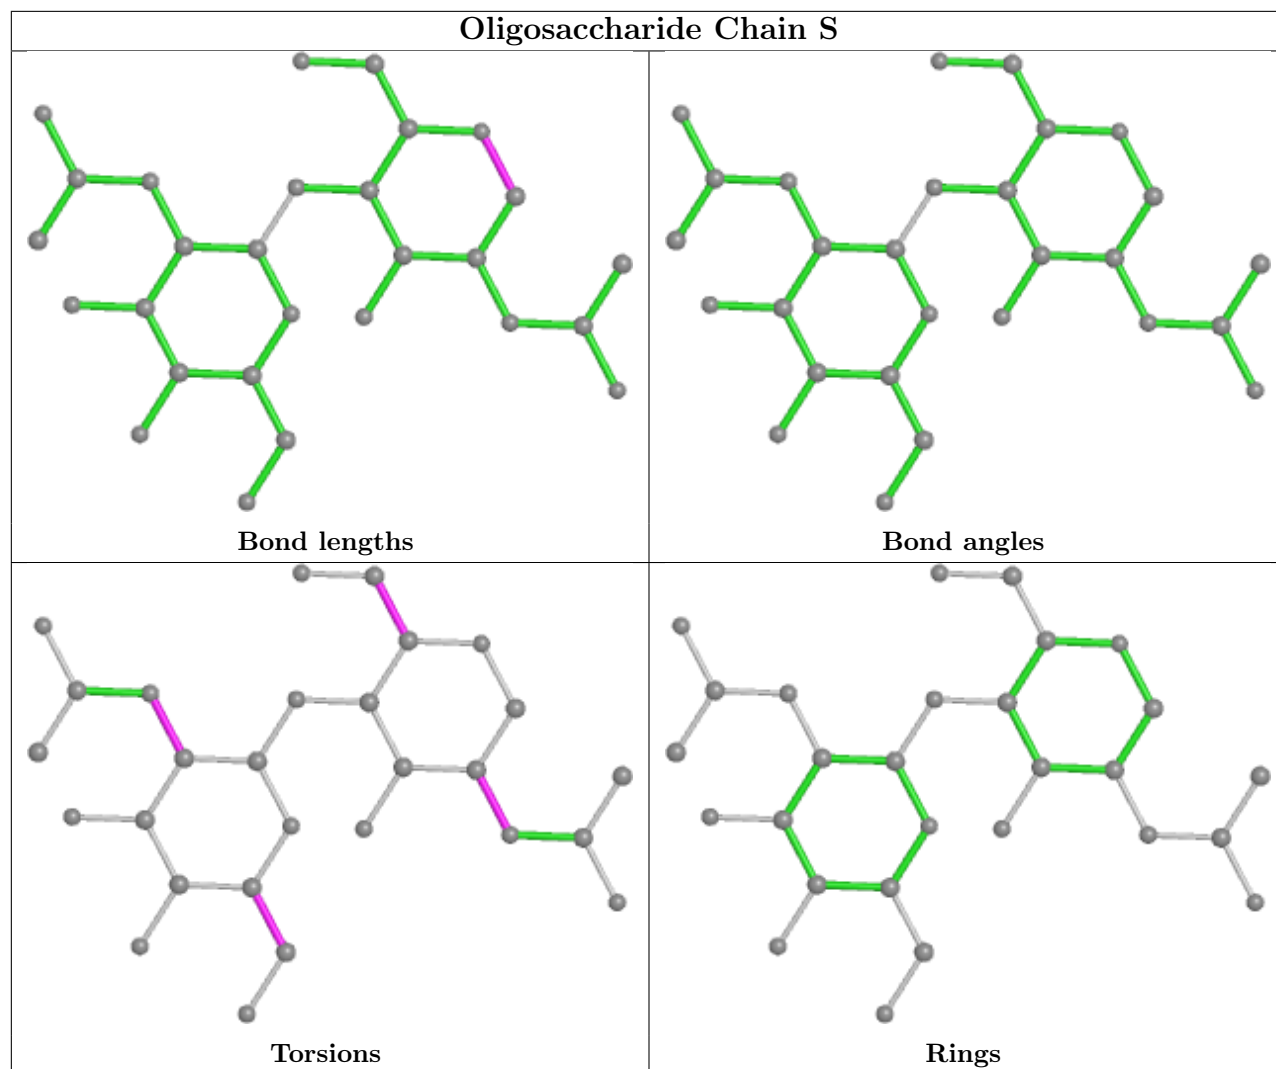 Oligosaccharide Chain S
Bond lengths
Bond angles
Torsions
Rings